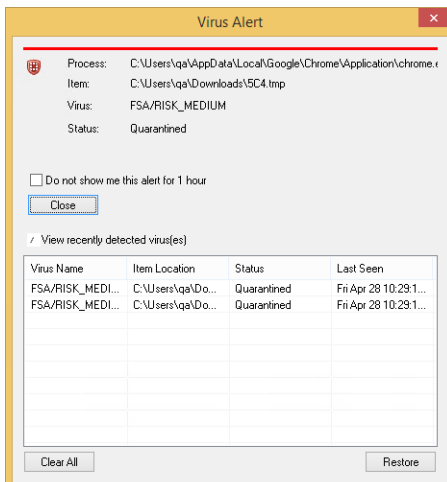 Virus Alert
Process: C:\Users\qa\AppData\Local\Google\Chrome\Application\chrome.e
Item: C:\Users\qa\Downloads\5C4.tmp
Virus: FSA/RISK_MEDIUM
Status: Quarantined
Do not show me this alert for 1 hour
Close
View recently detected virus(es)
Virus Name Item Location Status Last Seen
FSA/RISK_MEDI... C:\Users\qa\Do... Quarantined Fri Apr 28 10:29:1...
FSA/RISK_MEDI... C:\Users\qa\Do... Quarantined Fri Apr 28 10:29:1...
Clear All Restore